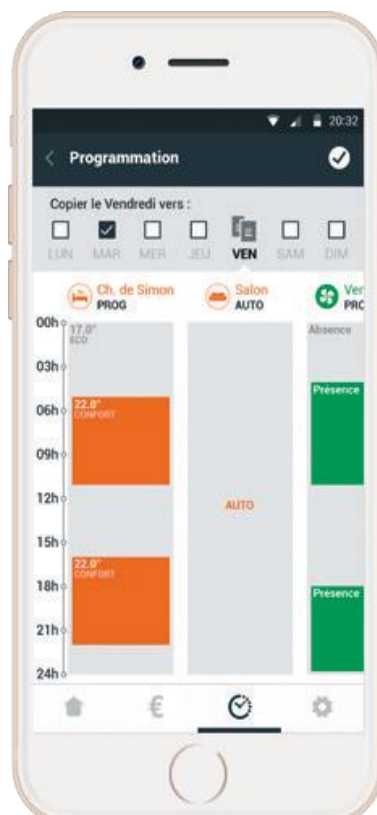 20:32
Programmation
Copier le Vendredi vers :
LUN MAR MER JEU VEN SAM DIM
Ch. de Simon
PROG
Salon
AUTO
Ver
PRO
00h
17.0°
ECO
Absence
03h
Présence
06h
22.0°
CONFORT
09h
12h
AUTO
15h
22.0°
CONFORT
18h
Présence
21h
24h
€